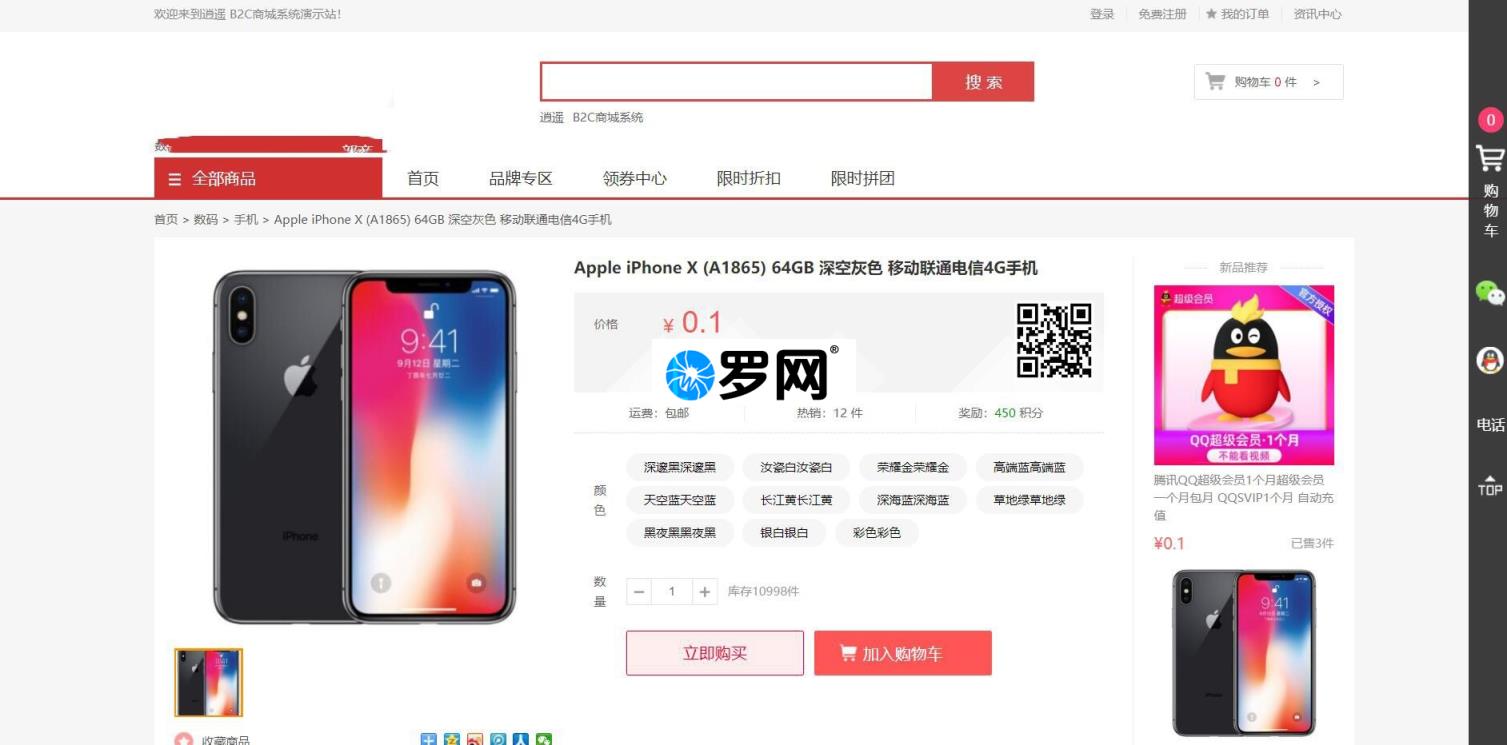 欢迎来到逍遥 B2C商城系统演示站!
登录
免费注册
★ 我的订单
资讯中心
搜 索
购物车 0 件 >
逍遥 B2C商城系统
全部商品
首页
品牌专区
领券中心
限时折扣
限时拼团
首页 > 数码 > 手机 > Apple iPhone X (A1865) 64GB 深空灰色 移动联通电信4G手机
9:41
9月12日 星期二
iPhone
Apple iPhone X (A1865) 64GB 深空灰色 移动联通电信4G手机
价格
¥ 0.1
罗网®
运费：包邮
热销：12 件
奖励：450 积分
颜色
深邃黑深邃黑
汝瓷白汝瓷白
荣耀金荣耀金
高端蓝高端蓝
天空蓝天空蓝
长江黄长江黄
深海蓝深海蓝
草地绿草地绿
黑夜黑黑夜黑
银白银白
彩色彩色
数量
− 1 +
库存10998件
立即购买
加入购物车
收藏商品
新品推荐
超级会员
官方授权
QQ超级会员·1个月
不能看视频
腾讯QQ超级会员1个月超级会员
一个月包月 QQSVIP1个月 自动充
值
¥0.1
已售3件
9:41
0
购物车
电话
TOP